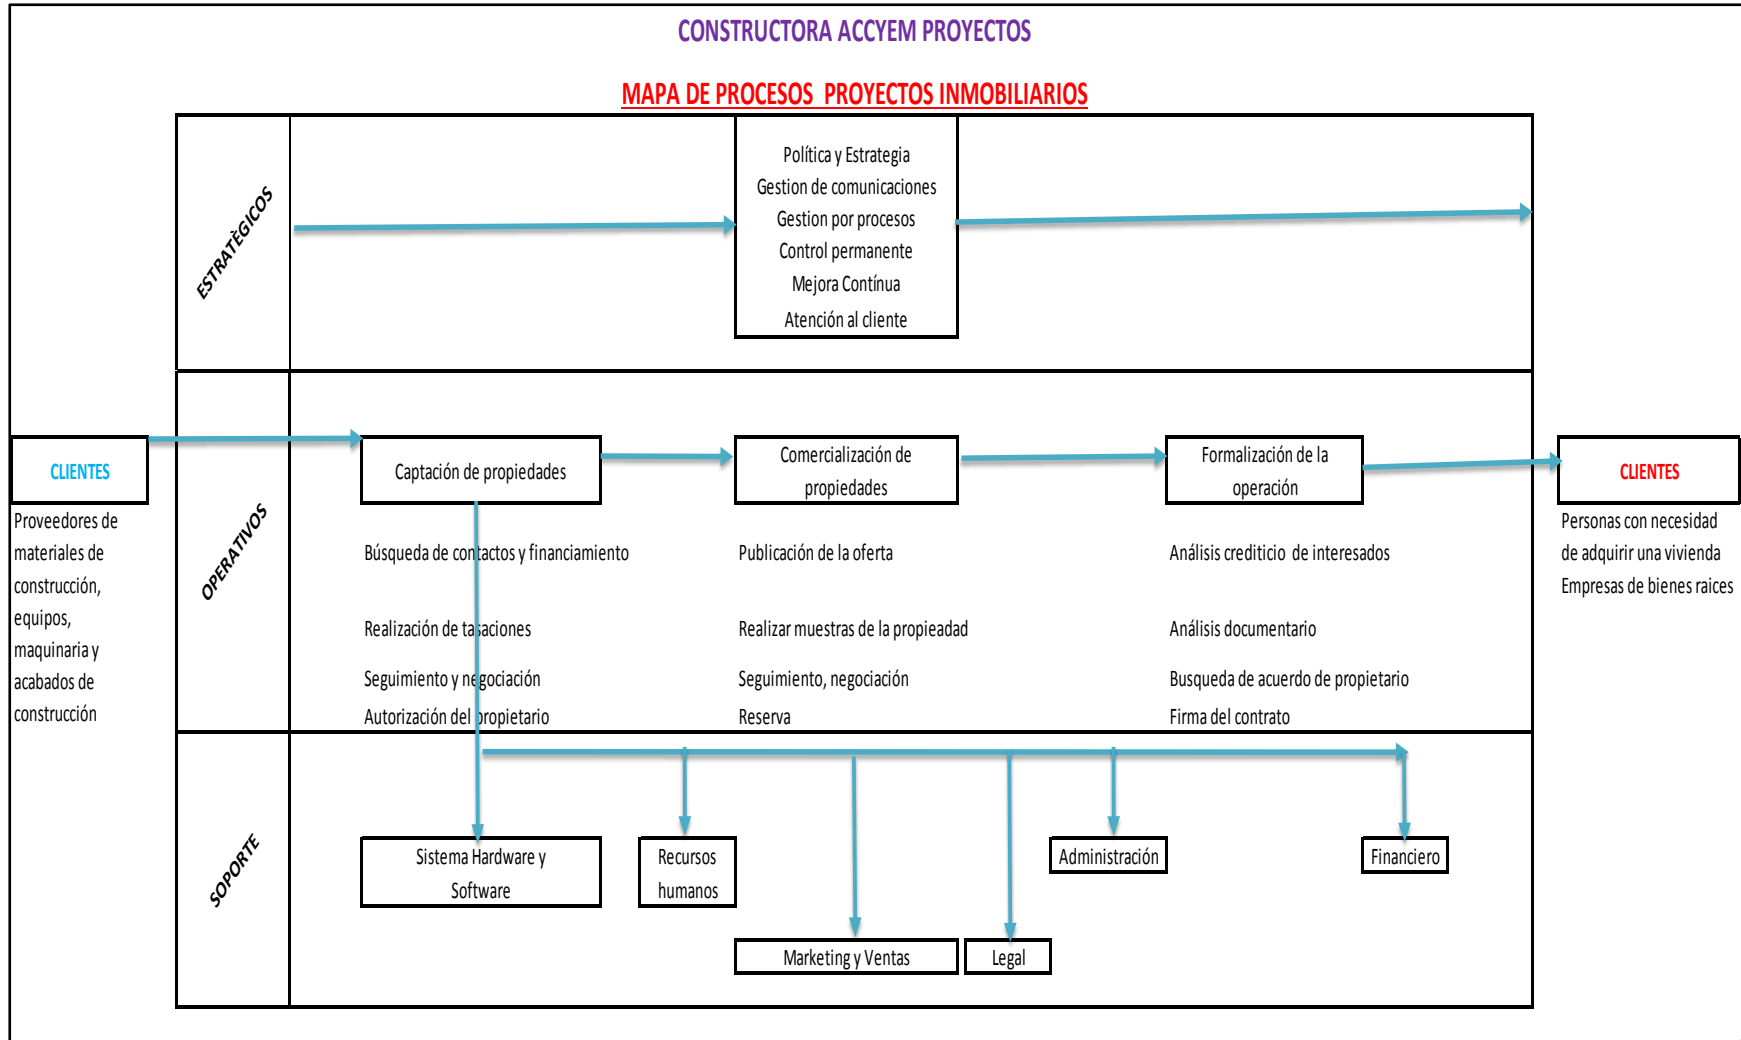 CONSTRUCTORA ACCYEM PROYECTOS
MAPA DE PROCESOS PROYECTOS INMOBILIARIOS
ESTRATÈGICOS
Política y Estrategia
Gestion de comunicaciones
Gestion por procesos
Control permanente
Mejora Contínua
Atención al cliente
CLIENTES
Proveedores de
materiales de
construcción,
equipos,
maquinaria y
acabados de
construcción
OPERATIVOS
Captación de propiedades
Búsqueda de contactos y financiamiento
Realización de tasaciones
Seguimiento y negociación
Autorización del propietario
Comercialización de
propiedades
Publicación de la oferta
Realizar muestras de la propieadad
Seguimiento, negociación
Reserva
Formalización de la
operación
Análisis crediticio de interesados
Análisis documentario
Busqueda de acuerdo de propietario
Firma del contrato
CLIENTES
Personas con necesidad
de adquirir una vivienda
Empresas de bienes raices
SOPORTE
Sistema Hardware y
Software
Recursos
humanos
Marketing y Ventas
Legal
Administración
Financiero